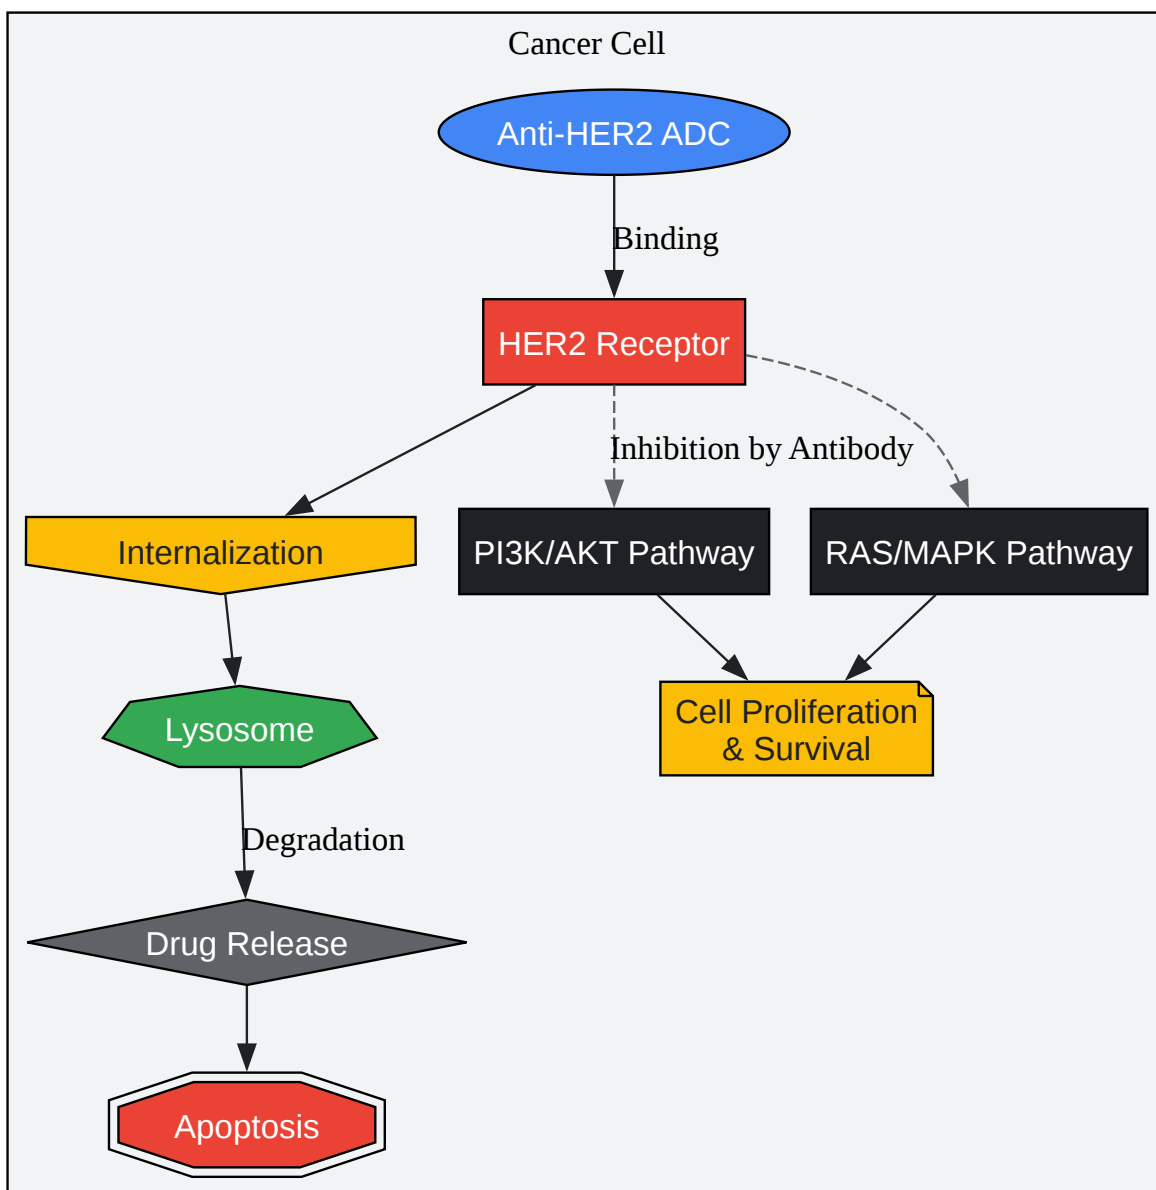 Cancer Cell
Anti-HER2 ADC
Binding
HER2 Receptor
Inhibition by Antibody
Internalization
PI3K/AKT Pathway
RAS/MAPK Pathway
Lysosome
Cell Proliferation
& Survival
Degradation
Drug Release
Apoptosis